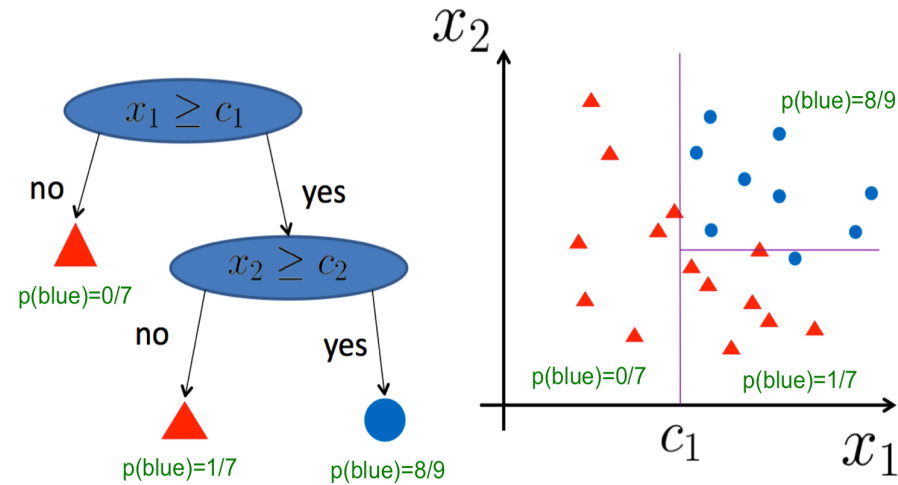 x₁ ≥ c₁
no
yes
p(blue)=0/7
x₂ ≥ c₂
no
yes
p(blue)=1/7
p(blue)=8/9
x₂
p(blue)=8/9
p(blue)=0/7
p(blue)=1/7
c₁
x₁